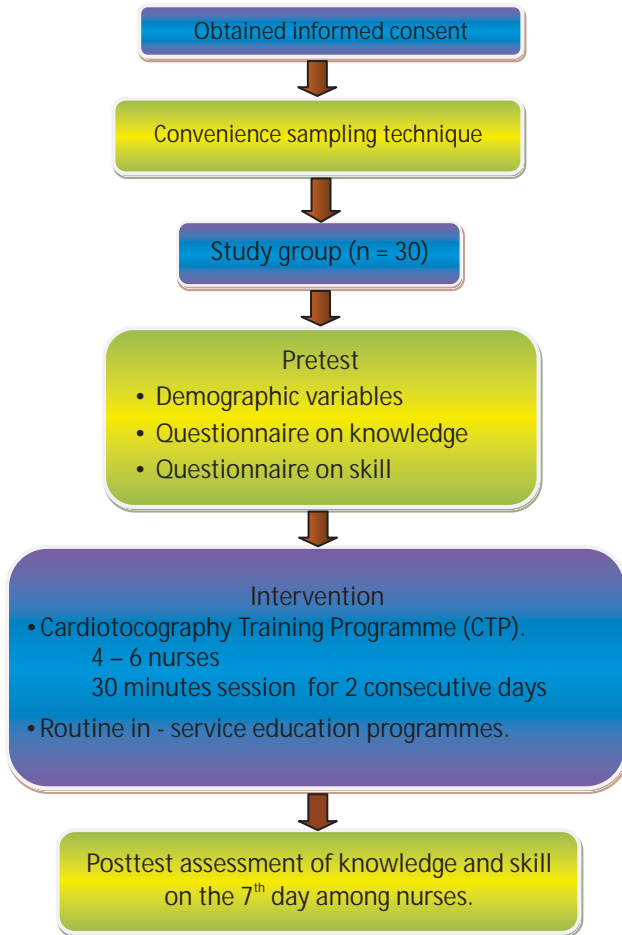 Obtained informed consent
Convenience sampling technique
Study group (n = 30)
Pretest
• Demographic variables
• Questionnaire on knowledge
• Questionnaire on skill
Intervention
• Cardiotocography Training Programme (CTP).
4 – 6 nurses
30 minutes session for 2 consecutive days
• Routine in - service education programmes.
Posttest assessment of knowledge and skill
on the 7th day among nurses.